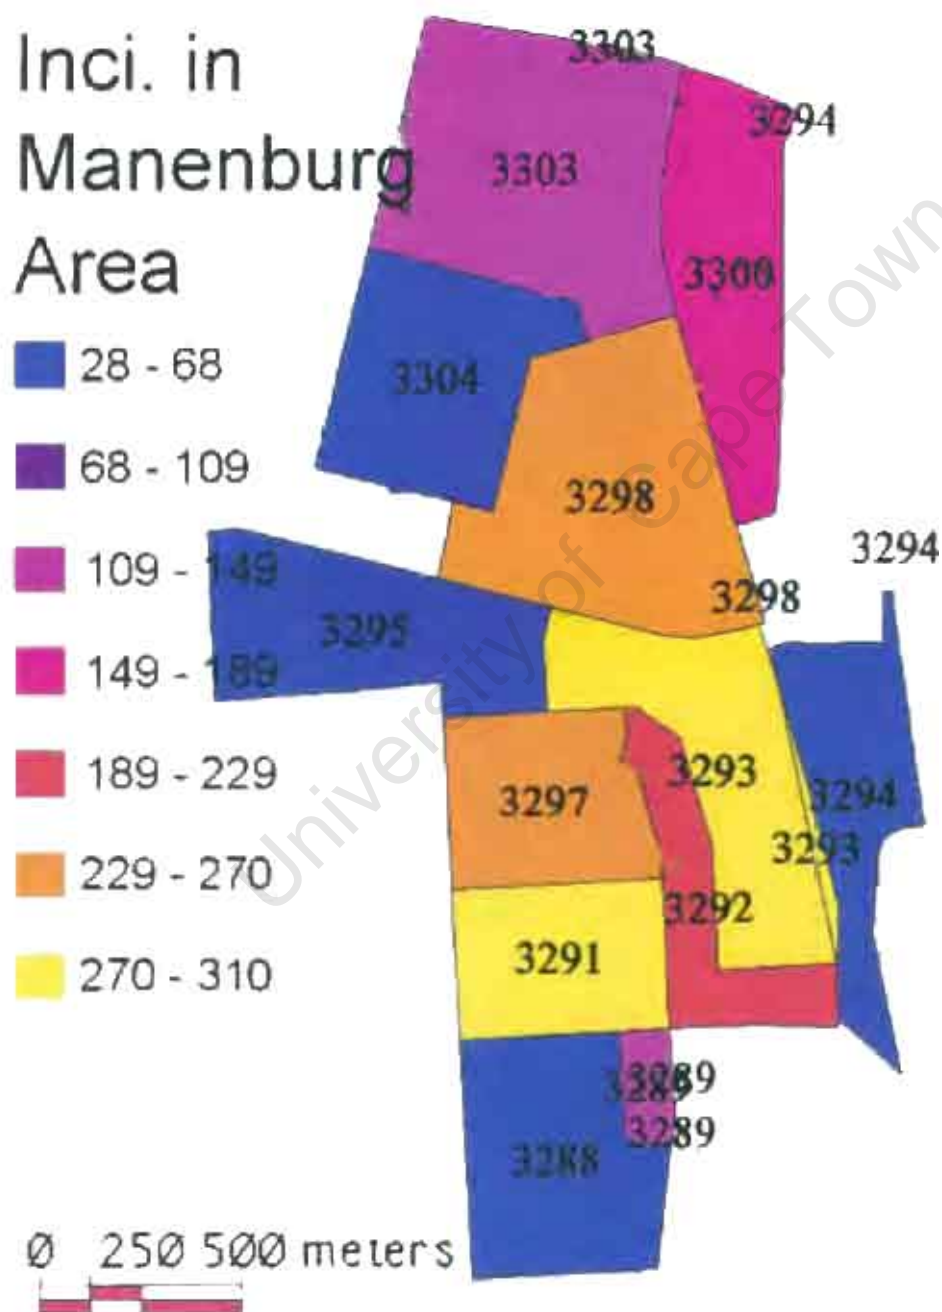 Inci. in
Manenburg
Area
28 - 68
68 - 109
109 - 149
149 - 189
189 - 229
229 - 270
270 - 310
3303
3294
3303
3300
3304
3298
3294
3298
3295
3293
3294
3297
3293
3292
3291
3289
3289
3289
3288
0 250 500 meters
University of Cape Town